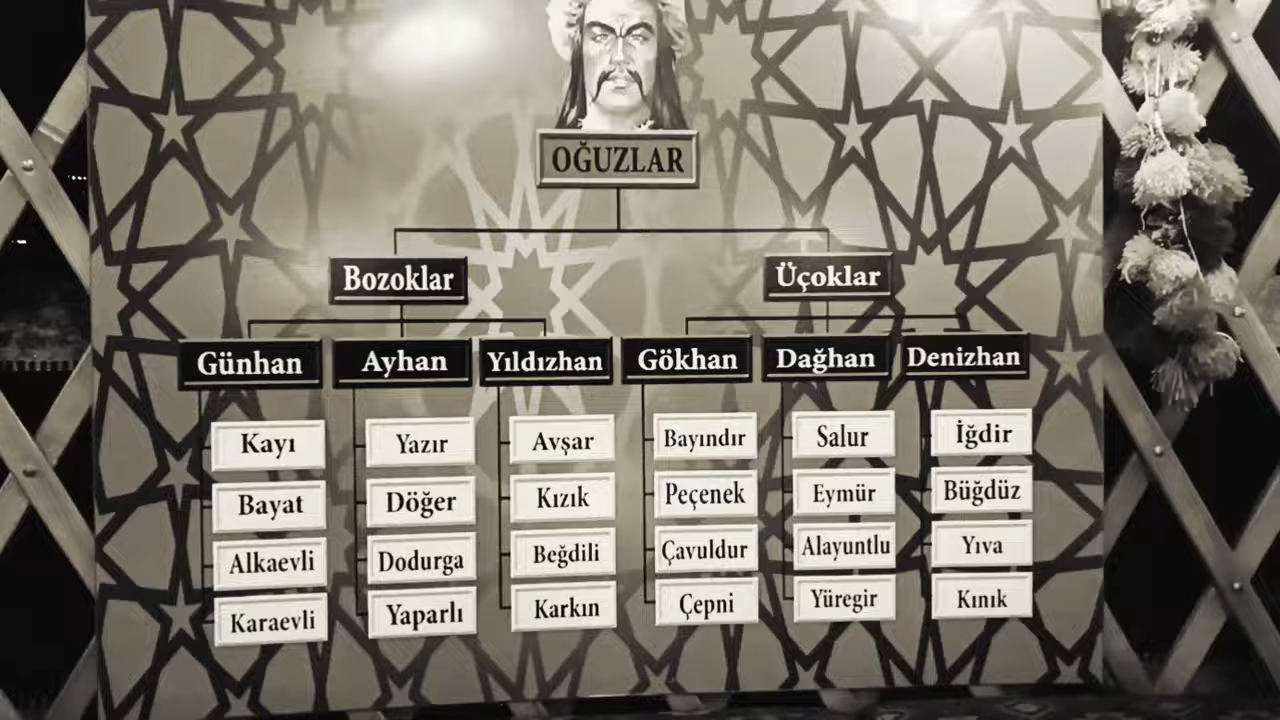 OĞUZLAR
Bozoklar
Üçoklar
Günhan
Ayhan
Yıldızhan
Gökhan
Dağhan
Denizhan
Kayı
Yazır
Avşar
Bayındır
Salur
İğdir
Bayat
Döğer
Kızık
Peçenek
Eymür
Büğdüz
Alkaevli
Dodurga
Beğdili
Çavuldur
Alayuntlu
Yıva
Karaevli
Yaparlı
Karkın
Çepni
Yüregir
Kınık